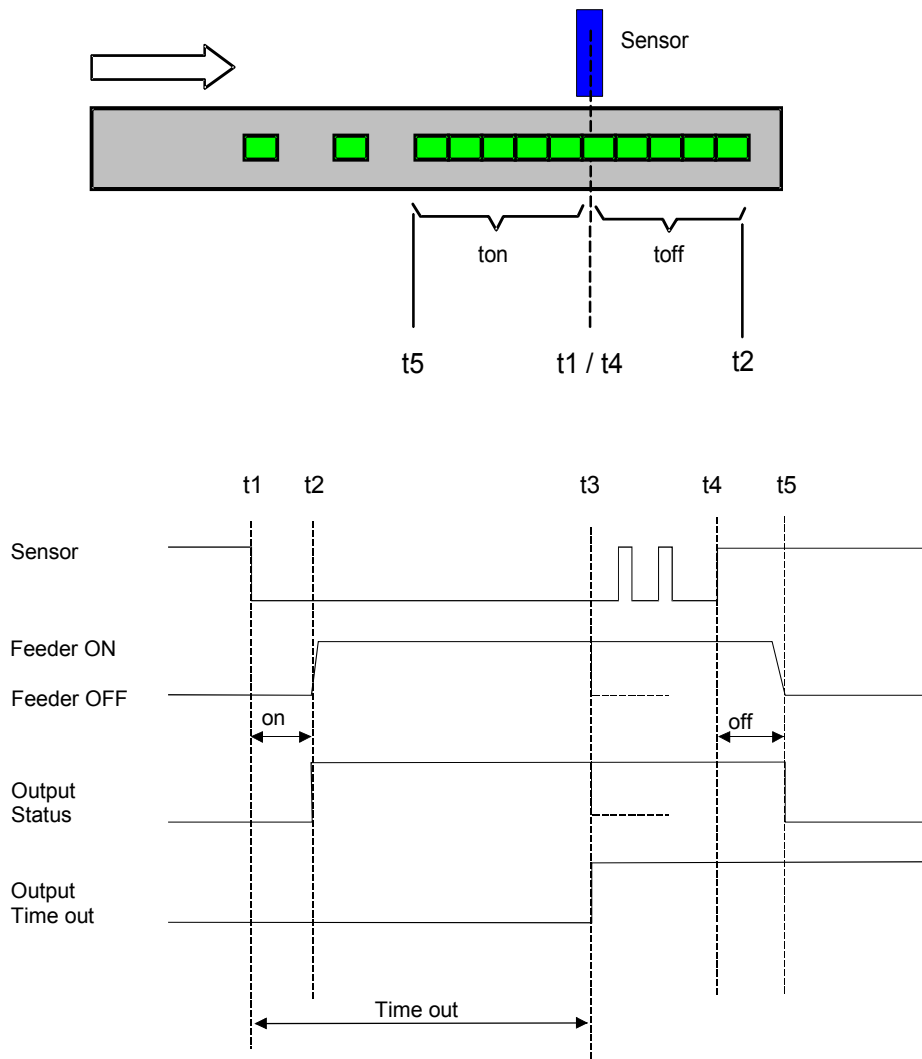 Sensor
ton
toff
t5
t1 / t4
t2
t1
t2
t3
t4
t5
Sensor
Feeder ON
Feeder OFF
on
off
Output
Status
Output
Time out
Time out